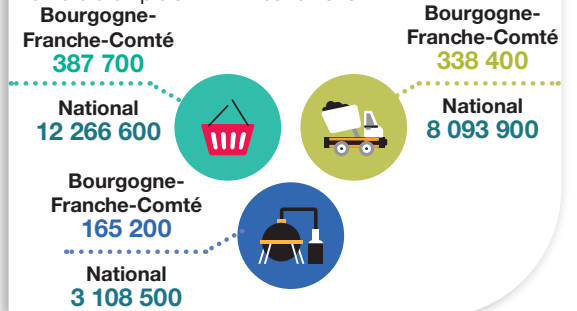 Bourgogne-
Franche-Comté
387 700
National
12 266 600
Bourgogne-
Franche-Comté
338 400
National
8 093 900
Bourgogne-
Franche-Comté
165 200
National
3 108 500